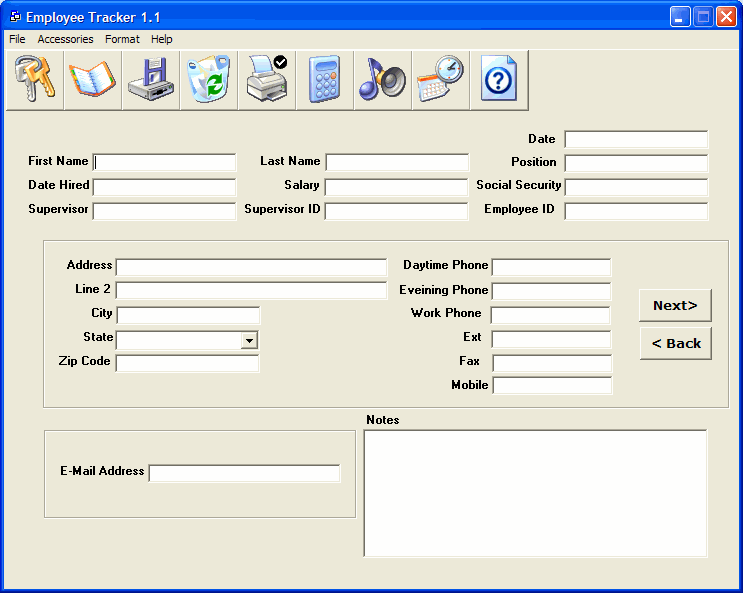 Employee Tracker 1.1
File Accessories Format Help
Date
First Name Last Name Position
Date Hired Salary Social Security
Supervisor Supervisor ID Employee ID
Address Daytime Phone
Line 2 Eveining Phone
City Work Phone
State Ext
Zip Code Fax
Mobile
Next>
< Back
Notes
E-Mail Address